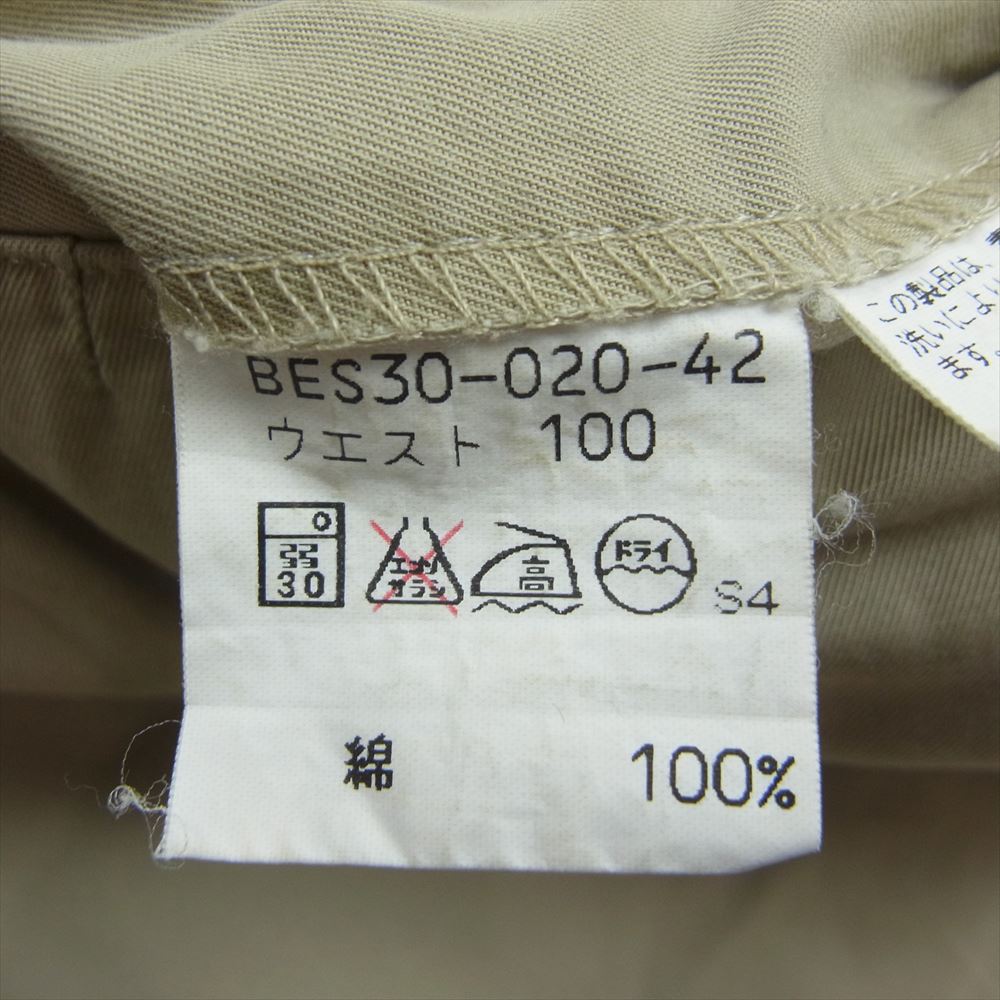 BES30-020-42
ウエスト 100
弱
30
エンソ
サラシ
高
ドライ
S4
綿 100%
この製品は、
洗いによ
ます。